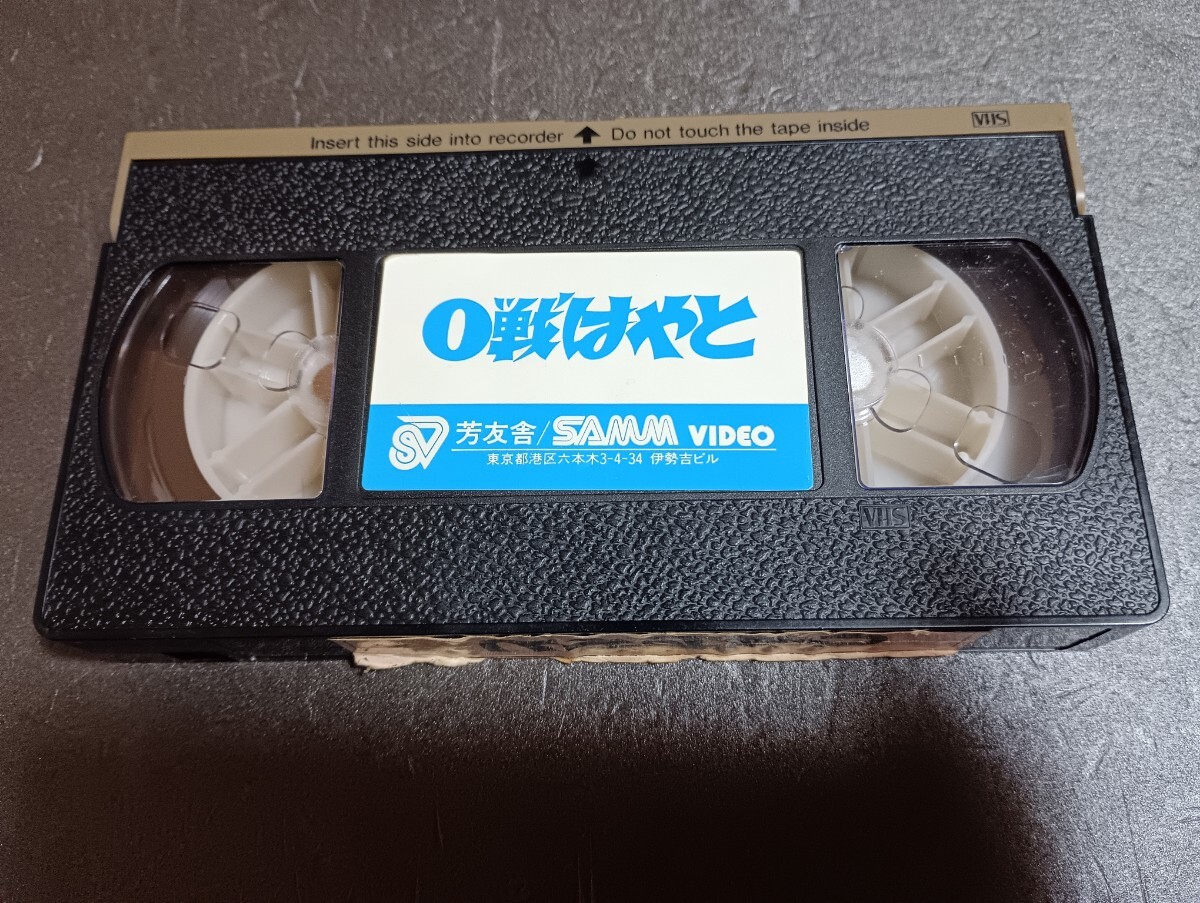 Insert this side into recorder ↑ Do not touch the tape inside
VHS
0戦はやと
SV 芳友舎/SAMM VIDEO
東京都港区六本木3-4-34 伊勢吉ビル
VHS